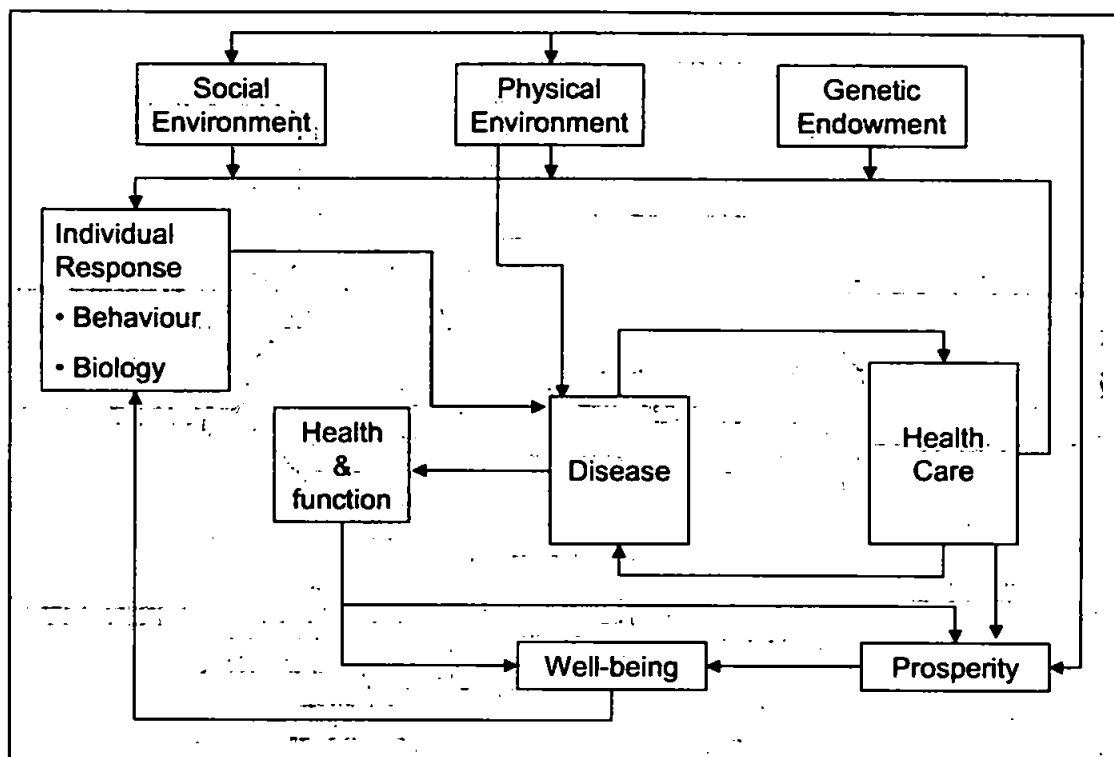 Social
Environment
Physical
Environment
Genetic
Endowment
Individual
Response
• Behaviour
• Biology
Health
&
function
Disease
Health
Care
Well-being
Prosperity